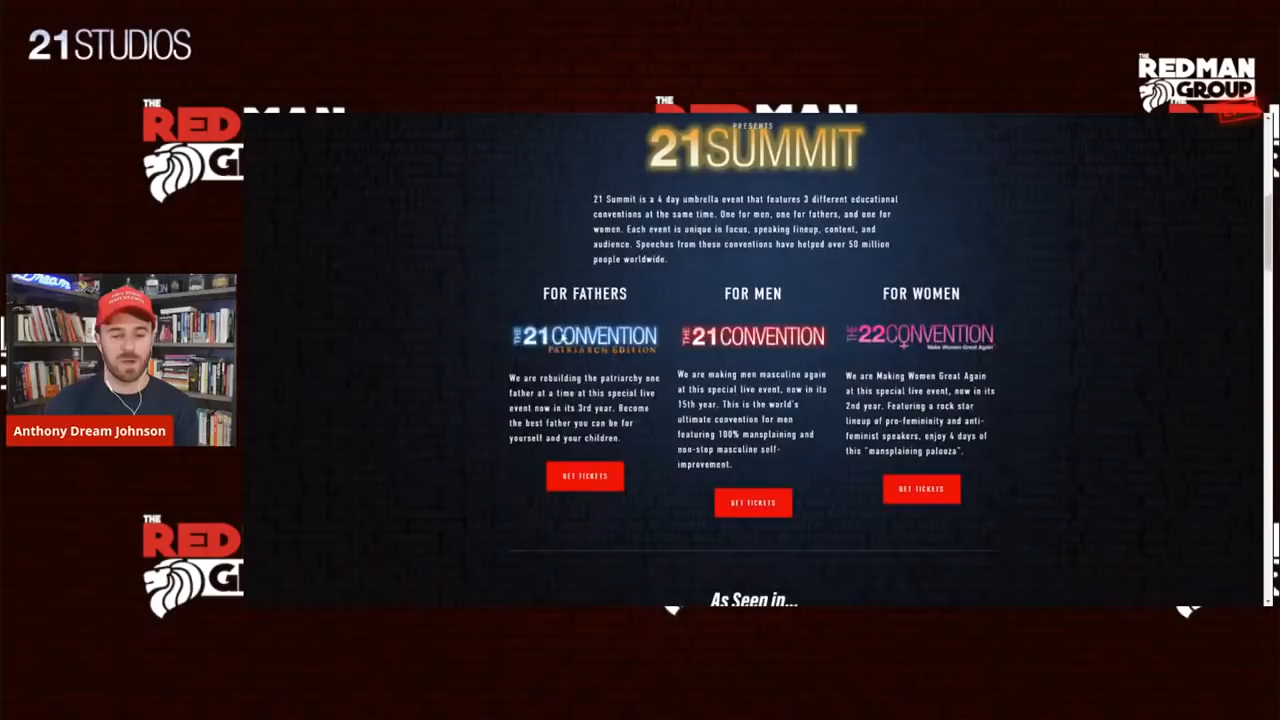 21STUDIOS
THE
REDMAN
GROUP
THE
RED MAN
G
THE
RED MAN
PRESENTS
21SUMMIT
21 Summit is a 4 day umbrella event that features 3 different educational
conventions at the same time. One for men, one for fathers, and one for
women. Each event is unique in focus, speaking lineup, content, and
audience. Speeches from these conventions have helped over 50 million
people worldwide.
FOR FATHERS
THE 21CONVENTION
PATRIARCH EDITION
We are rebuilding the patriarchy one
father at a time at this special live
event now in its 3rd year. Become
the best father you can be for
yourself and your children.
GET TICKETS
FOR MEN
THE 21CONVENTION
We are making men masculine again
at this special live event, now in its
15th year. This is the world's
ultimate convention for men
featuring 100% mansplaining and
non-stop masculine self-
improvement.
GET TICKETS
FOR WOMEN
THE 22CONVENTION
Make Women Great Again
We are Making Women Great Again
at this special live event, now in its
2nd year. Featuring a rock star
lineup of pro-femininity and anti-
feminist speakers, enjoy 4 days of
this "mansplaining palooza".
GET TICKETS
Anthony Dream Johnson
THE
RED
G
As Seen in...